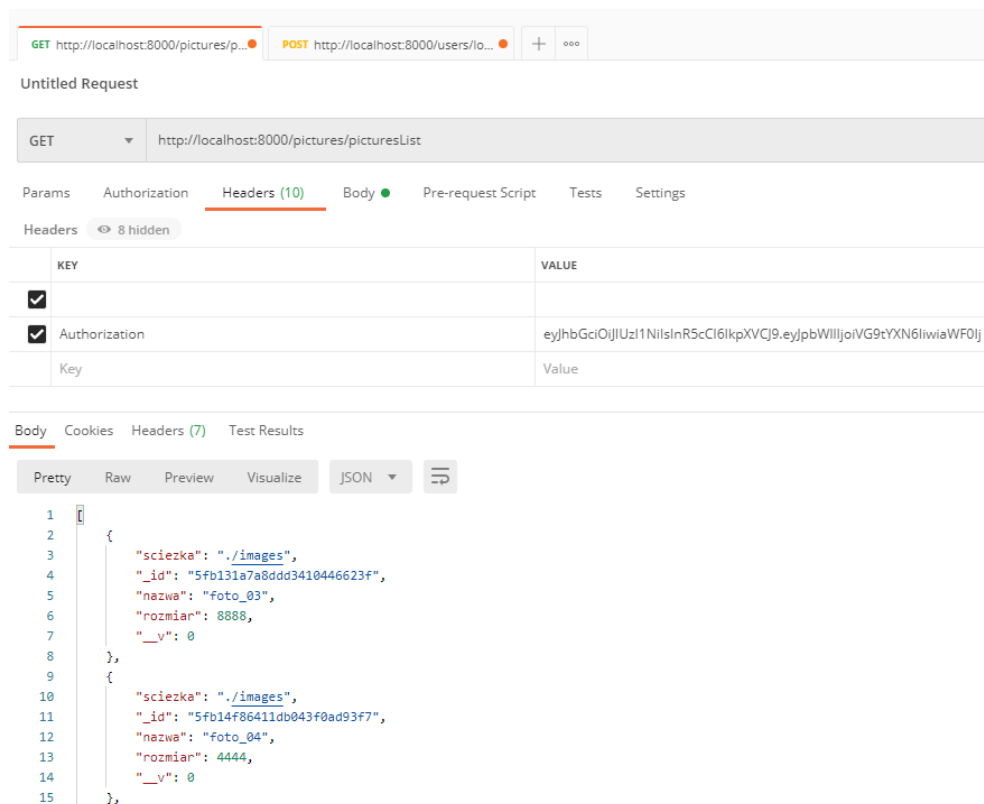 GET http://localhost:8000/pictures/p... POST http://localhost:8000/users/lo... + ooo
Untitled Request
GET http://localhost:8000/pictures/picturesList
Params Authorization Headers (10) Body Pre-request Script Tests Settings
Headers 8 hidden
KEY VALUE
Authorization eyJhbGciOiJIUzI1NiIsInR5cCI6IkpXVCJ9.eyJpbWllIjoiVG9tYXN6IiwiaWF0Ij
Key Value
Body Cookies Headers (7) Test Results
Pretty Raw Preview Visualize JSON
1 [
2 {
3 "sciezka": "./images",
4 "_id": "5fb131a7a8ddd3410446623f",
5 "nazwa": "foto_03",
6 "rozmiar": 8888,
7 "__v": 0
8 },
9 {
10 "sciezka": "./images",
11 "_id": "5fb14f86411db043f0ad93f7",
12 "nazwa": "foto_04",
13 "rozmiar": 4444,
14 "__v": 0
15 },